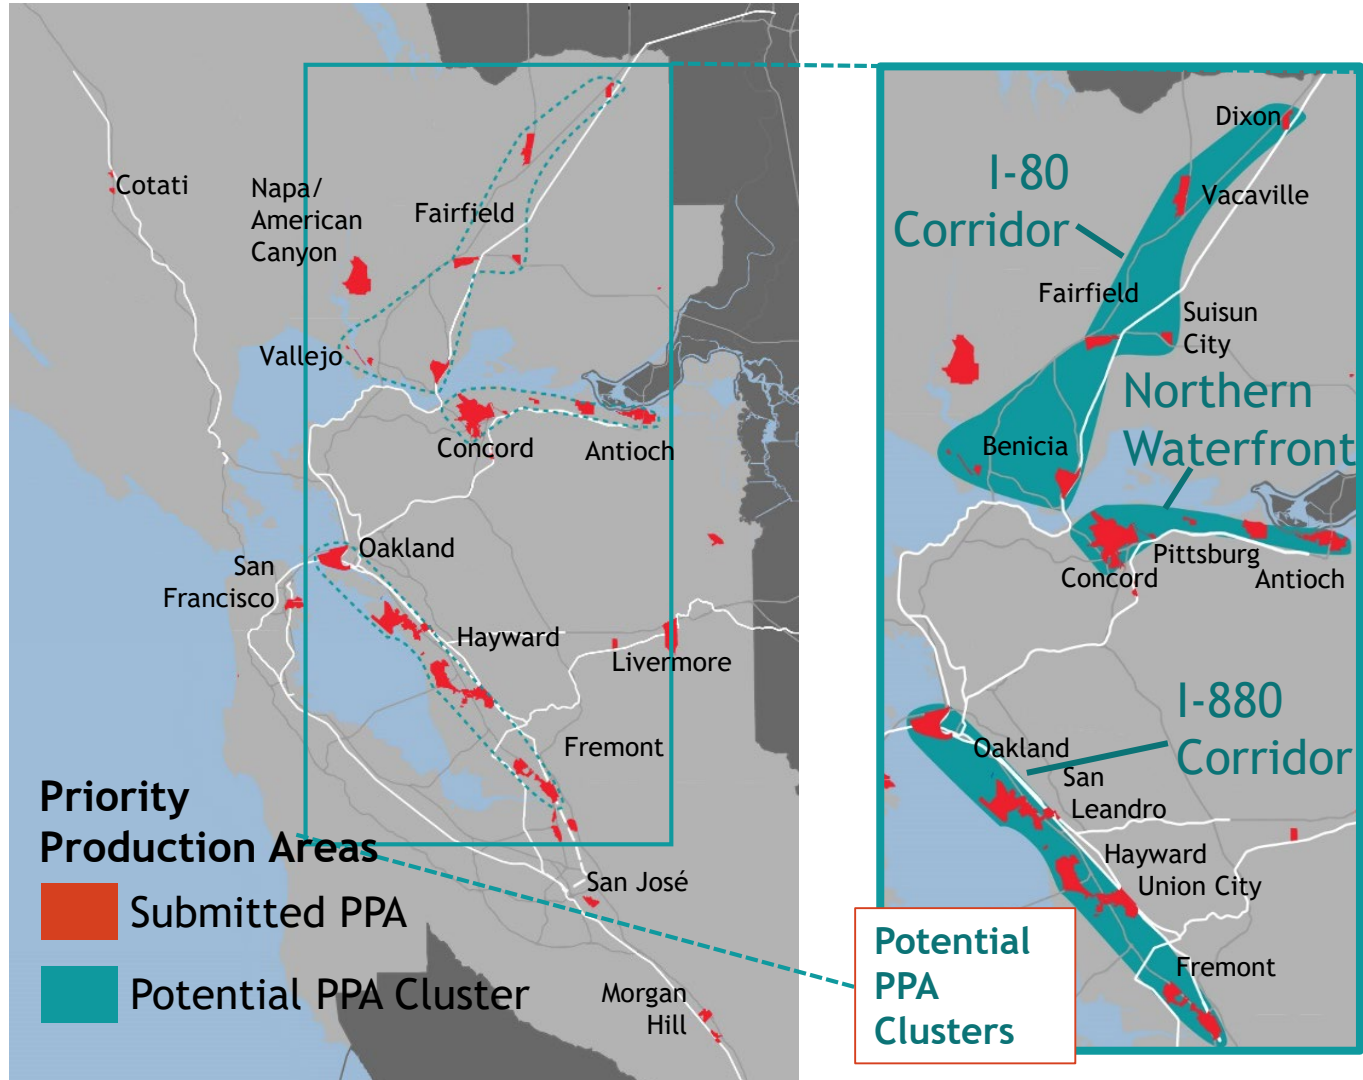 Cotati
Napa/
American
Canyon
Fairfield
Vallejo
Concord
Antioch
Oakland
San
Francisco
Hayward
Livermore
Fremont
San José
Morgan
Hill
Priority
Production Areas
Submitted PPA
Potential PPA Cluster
Dixon
I-80
Corridor
Vacaville
Fairfield
Suisun
City
Northern
Waterfront
Benicia
Pittsburg
Concord
Antioch
I-880
Corridor
Oakland
San
Leandro
Hayward
Union City
Fremont
Potential
PPA
Clusters